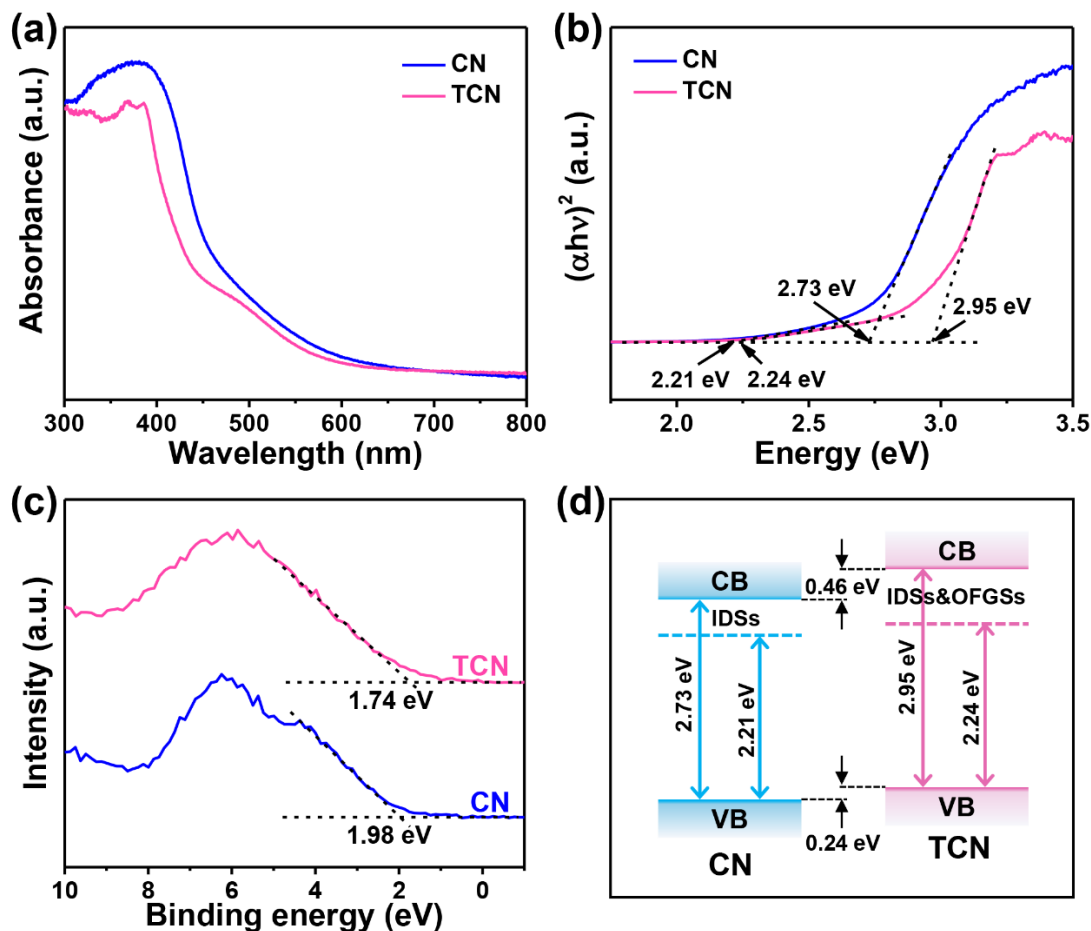 (a)
CN
TCN
Absorbance (a.u.)
300 400 500 600 700 800
Wavelength (nm)
(b)
CN
TCN
(αhν)² (a.u.)
2.73 eV
2.95 eV
2.21 eV
2.24 eV
2.0 2.5 3.0 3.5
Energy (eV)
(c)
TCN
1.74 eV
CN
1.98 eV
Intensity (a.u.)
10 8 6 4 2 0
Binding energy (eV)
(d)
CB
CB
0.46 eV
IDSs
IDSs&OFGSs
2.73 eV
2.21 eV
2.95 eV
2.24 eV
VB
VB
0.24 eV
CN
TCN